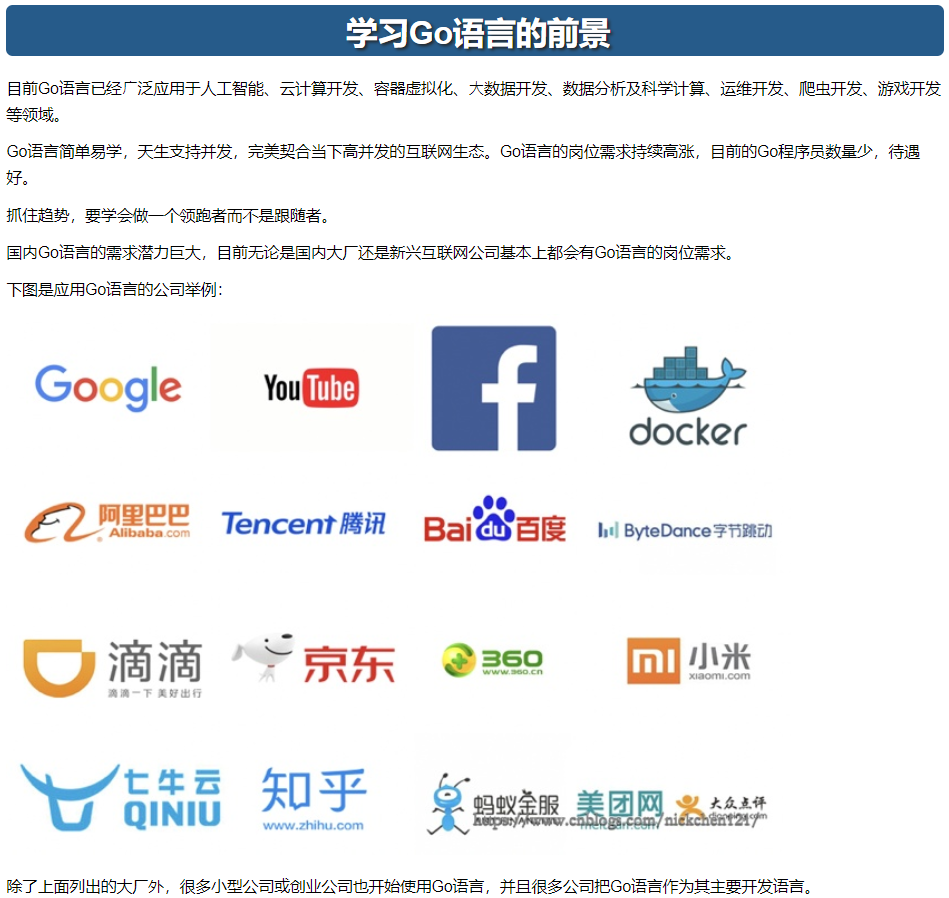 学习Go语言的前景
目前Go语言已经广泛应用于人工智能、云计算开发、容器虚拟化、大数据开发、数据分析及科学计算、运维开发、爬虫开发、游戏开发
等领域。
Go语言简单易学，天生支持并发，完美契合当下高并发的互联网生态。Go语言的岗位需求持续高涨，目前的Go程序员数量少，待遇
好。
抓住趋势，要学会做一个领跑者而不是跟随者。
国内Go语言的需求潜力巨大，目前无论是国内大厂还是新兴互联网公司基本上都会有Go语言的岗位需求。
下图是应用Go语言的公司举例：
Google
YouTube
f
docker
阿里巴巴
Alibaba.com
Tencent 腾讯
Bai du 百度
ByteDance 字节跳动
滴滴
滴滴一下 美好出行
京东
360
www.360.cn
mi 小米
xiaomi.com
七牛云
QINIU
知乎
www.zhihu.com
蚂蚁金服
美团网
meituan.com
大众点评
dianping.com
https://www.cnblogs.com/nickchen121/
除了上面列出的大厂外，很多小型公司或创业公司也开始使用Go语言，并且很多公司把Go语言作为其主要开发语言。